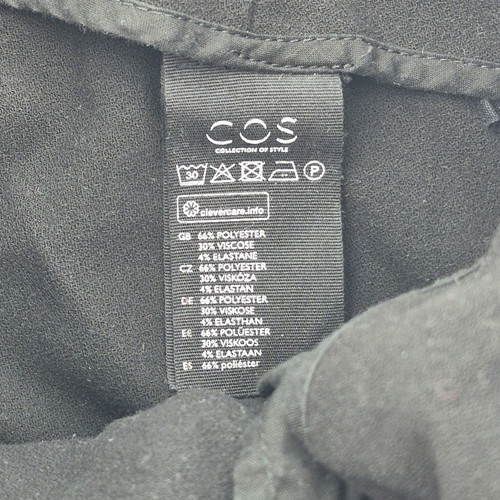 COS
COLLECTION OF STYLE
30 P
clevercare.info
GB 66% POLYESTER
30% VISCOSE
4% ELASTANE
CZ 66% POLYESTER
30% VISKÓZA
4% ELASTAN
DE 66% POLYESTER
30% VISKOSE
4% ELASTHAN
EE 66% POLÜESTER
30% VISKOOS
4% ELASTAAN
ES 66% poliéster